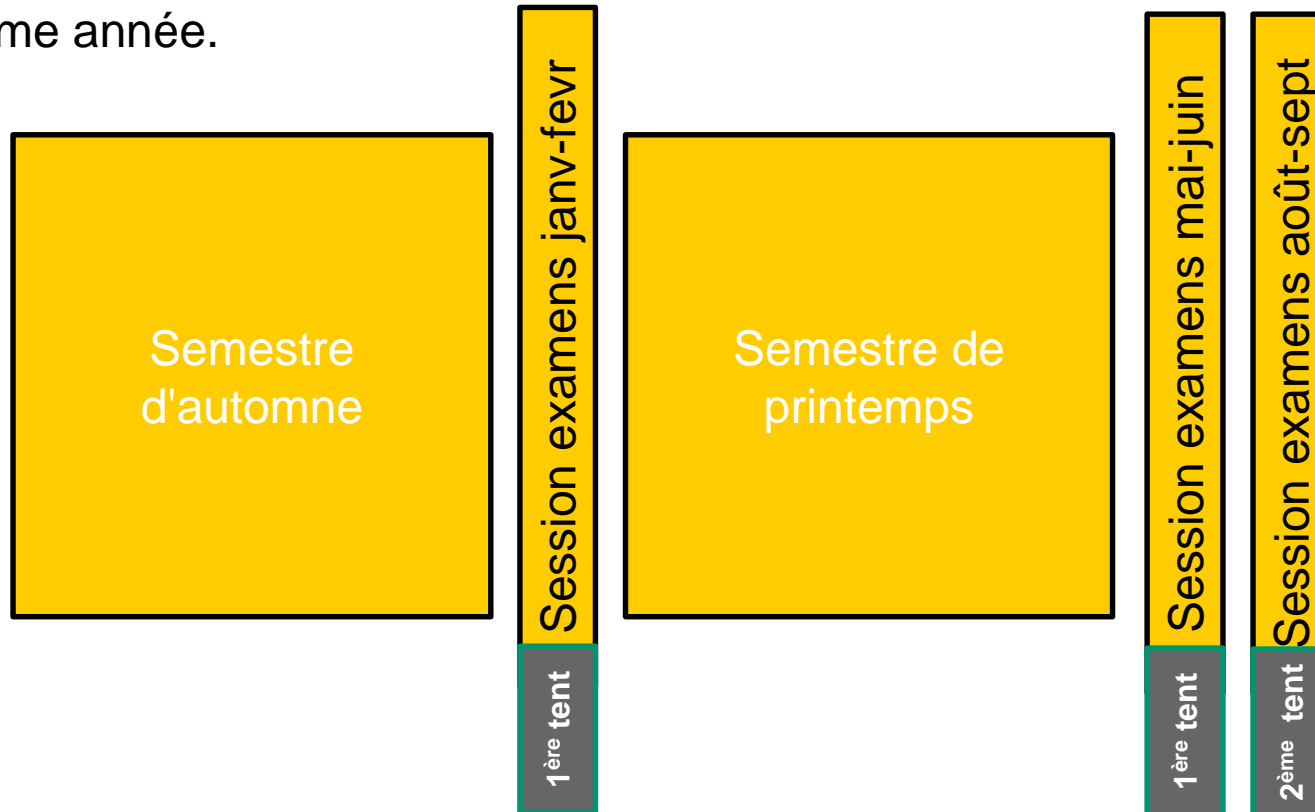 me année.
Semestre
d'automne
Session examens janv-fevr
1ère tent
Semestre de
printemps
Session examens mai-juin
1ère tent
Session examens août-sept
2ème tent